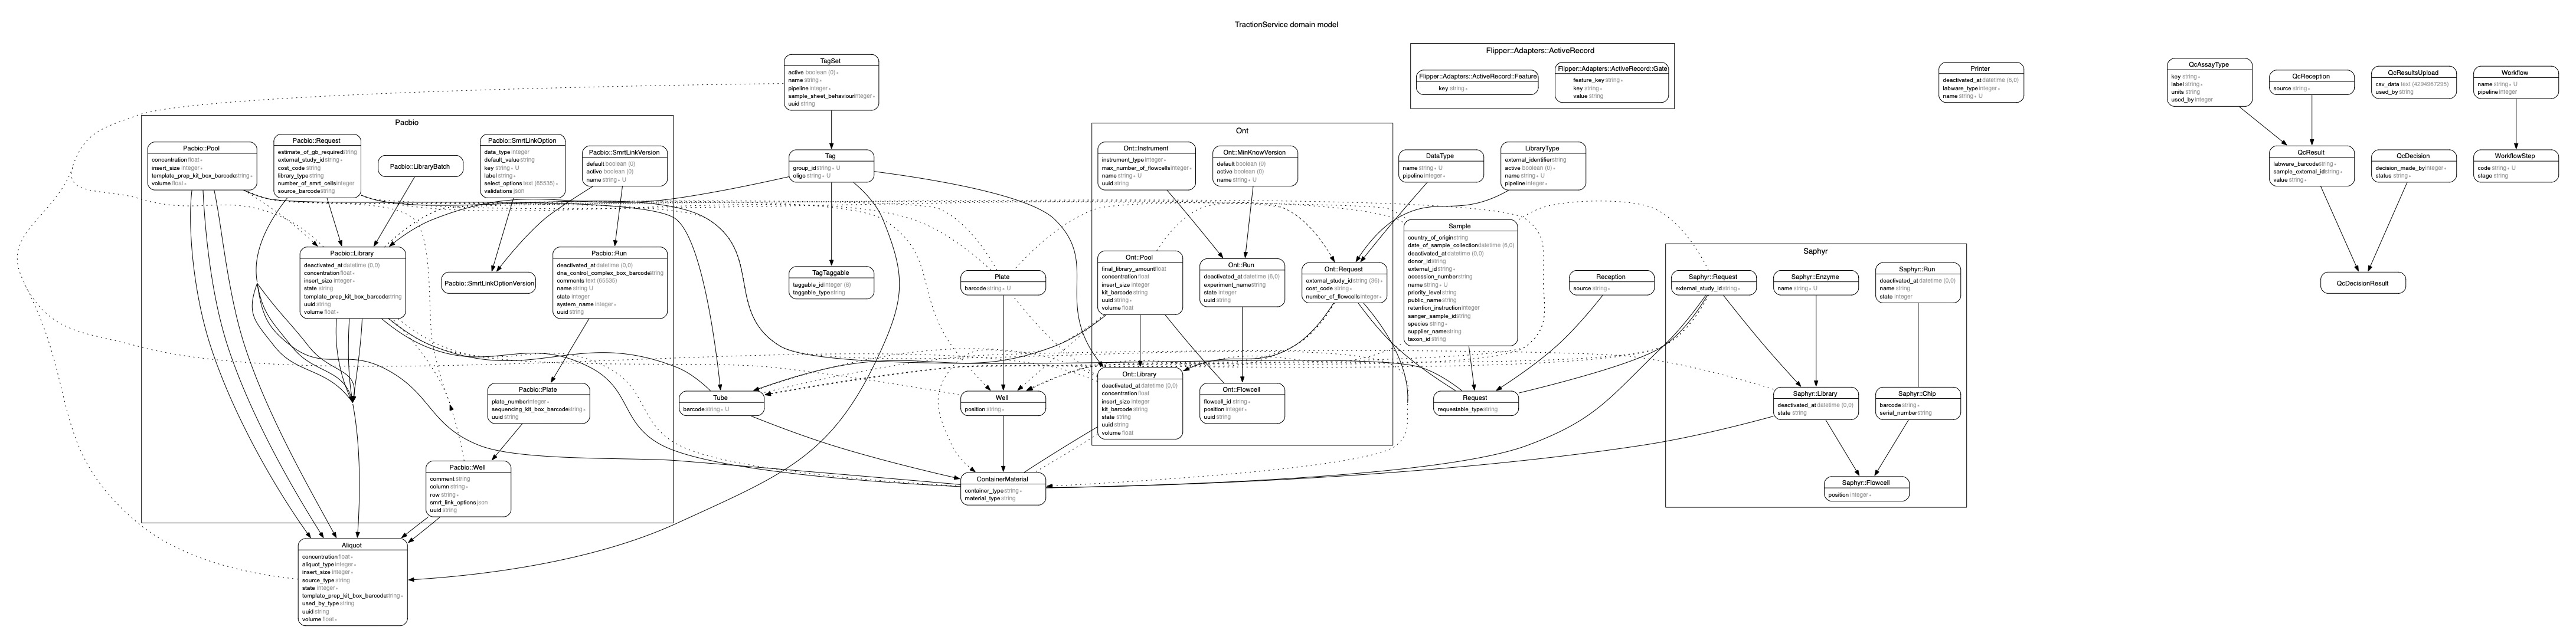 TractionService domain model
Flipper::Adapters::ActiveRecord
Flipper::Adapters::ActiveRecord::Feature
key string ∗
Flipper::Adapters::ActiveRecord::Gate
feature_key string ∗
key string ∗
value string
TagSet
active boolean (0) ∗
name string ∗
pipeline integer ∗
sample_sheet_behaviour integer ∗
uuid string
Printer
deactivated_at datetime (6,0)
labware_type integer ∗
name string ∗ U
QcAssayType
key string ∗
label string ∗
units string
used_by integer
QcReception
source string ∗
QcResultsUpload
csv_data text (4294967295)
used_by string
Workflow
name string ∗ U
pipeline integer
Pacbio
Pacbio::Pool
concentration float ∗
insert_size integer ∗
template_prep_kit_box_barcode string ∗
volume float ∗
Pacbio::Request
estimate_of_gb_required string
external_study_id string ∗
cost_code string
library_type string
number_of_smrt_cells integer
source_barcode string
Pacbio::LibraryBatch
Pacbio::SmrtLinkOption
data_type integer
default_value string
key string ∗ U
label string ∗
select_options text (65535) ∗
validations json
Pacbio::SmrtLinkVersion
default boolean (0)
active boolean (0)
name string ∗ U
Tag
group_id string ∗ U
oligo string ∗ U
Ont
Ont::Instrument
instrument_type integer ∗
max_number_of_flowcells integer ∗
name string ∗ U
uuid string
Ont::MinKnowVersion
default boolean (0)
active boolean (0)
name string ∗ U
DataType
name string ∗ U
pipeline integer ∗
LibraryType
external_identifier string
active boolean (0) ∗
name string ∗ U
pipeline integer ∗
QcResult
labware_barcode string ∗
sample_external_id string ∗
value string ∗
QcDecision
decision_made_by integer ∗
status string ∗
WorkflowStep
code string ∗ U
stage string
Pacbio::Library
deactivated_at datetime (0,0)
concentration float ∗
insert_size integer ∗
state string
template_prep_kit_box_barcode string
uuid string
volume float ∗
Pacbio::SmrtLinkOptionVersion
Pacbio::Run
deactivated_at datetime (0,0)
dna_control_complex_box_barcode string
comments text (65535)
name string U
state integer
system_name integer ∗
uuid string
TagTaggable
taggable_id integer (8)
taggable_type string
Plate
barcode string ∗ U
Ont::Pool
final_library_amount float
concentration float
insert_size integer
kit_barcode string
uuid string ∗
volume float ∗
Ont::Run
deactivated_at datetime (6,0)
experiment_name string
state integer
uuid string
Ont::Request
external_study_id string (36) ∗
cost_code string ∗
number_of_flowcells integer ∗
Sample
country_of_origin string
date_of_sample_collection datetime (6,0)
deactivated_at datetime (0,0)
donor_id string
external_id string ∗
accession_number string
name string ∗ U
priority_level string
public_name string
retention_instruction integer
sanger_sample_id string
species string ∗
supplier_name string
taxon_id string
Reception
source string ∗
Saphyr
Saphyr::Request
external_study_id string ∗
Saphyr::Enzyme
name string ∗ U
Saphyr::Run
deactivated_at datetime (0,0)
name string
state integer
QcDecisionResult
Pacbio::Plate
plate_number integer ∗
sequencing_kit_box_barcode string ∗
uuid string
Tube
barcode string ∗ U
Well
position string ∗
Ont::Library
deactivated_at datetime (0,0)
concentration float
insert_size integer
kit_barcode string
state string
uuid string
volume float
Ont::Flowcell
flowcell_id string ∗
position integer ∗
uuid string
Request
requestable_type string
Saphyr::Library
deactivated_at datetime (0,0)
state string
Saphyr::Chip
barcode string ∗
serial_number string
Pacbio::Well
comment string
column string ∗
row string ∗
smrt_link_options json
uuid string
ContainerMaterial
container_type string ∗
material_type string
Saphyr::Flowcell
position integer ∗
Aliquot
concentration float ∗
aliquot_type integer ∗
insert_size integer ∗
source_type string
state integer ∗
template_prep_kit_box_barcode string ∗
used_by_type string
uuid string
volume float ∗